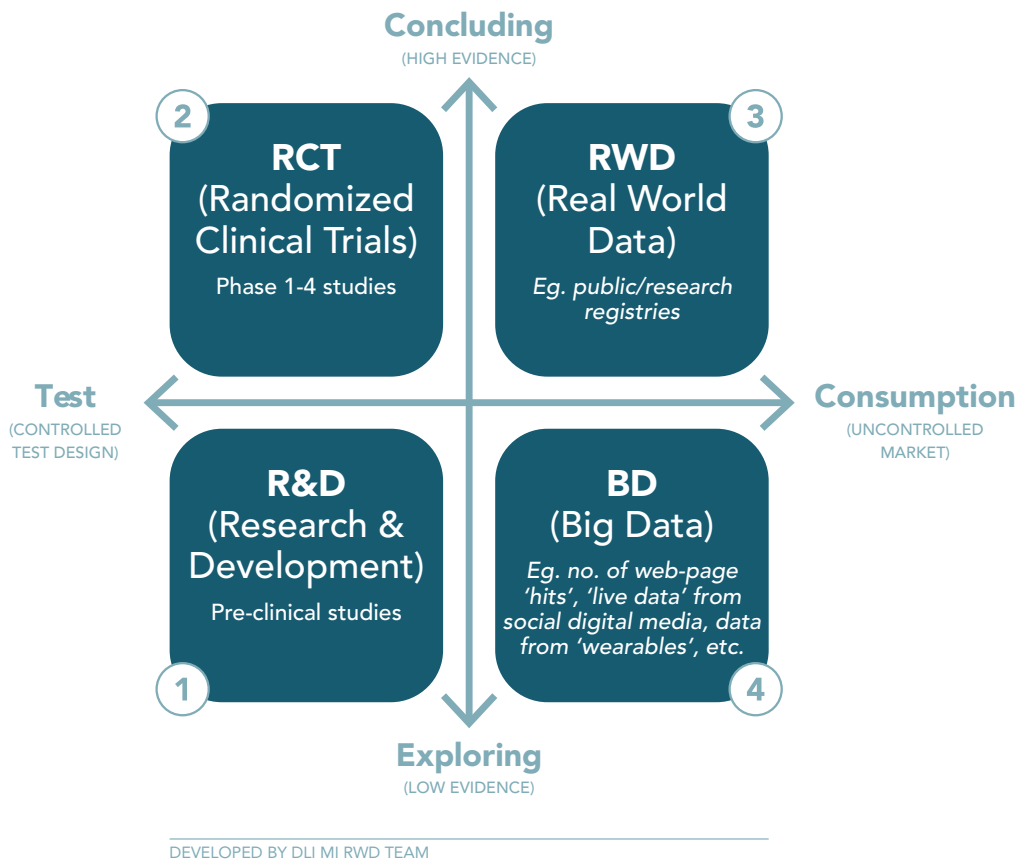 Concluding
(HIGH EVIDENCE)
2
RCT
(Randomized
Clinical Trials)
Phase 1-4 studies
3
RWD
(Real World
Data)
Eg. public/research
registries
Test
(CONTROLLED
TEST DESIGN)
Consumption
(UNCONTROLLED
MARKET)
R&D
(Research &
Development)
Pre-clinical studies
1
BD
(Big Data)
Eg. no. of web-page
‘hits’, ‘live data’ from
social digital media, data
from ‘wearables’, etc.
4
Exploring
(LOW EVIDENCE)
DEVELOPED BY DLI MI RWD TEAM